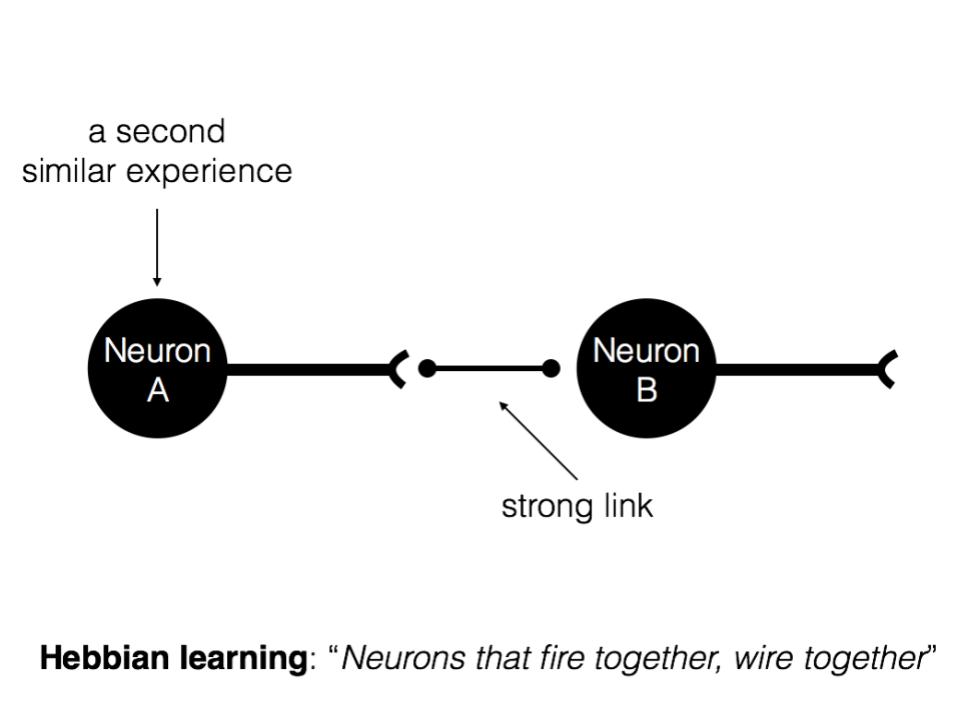 a second
similar experience
Neuron
A
Neuron
B
strong link
Hebbian learning: “Neurons that fire together, wire together”